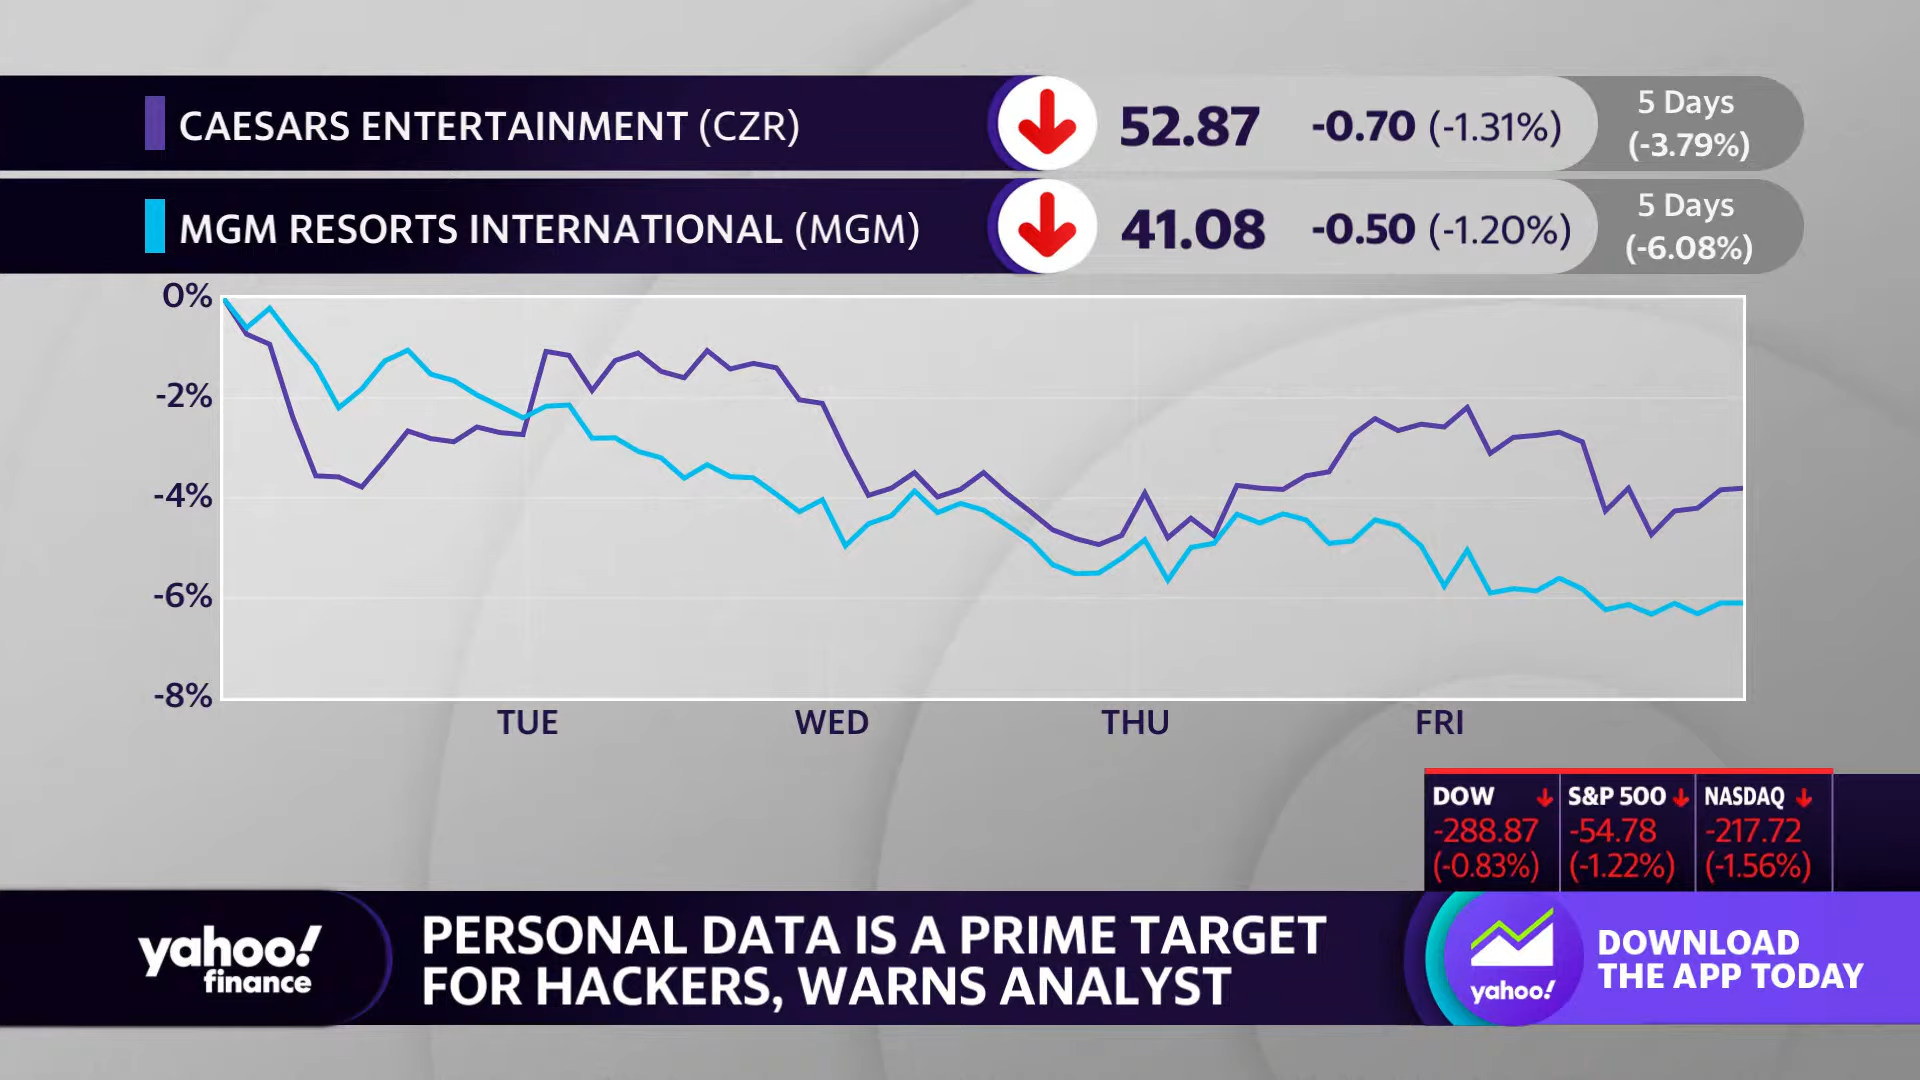 CAESARS ENTERTAINMENT (CZR) 52.87 -0.70 (-1.31%) 5 Days
(-3.79%)
MGM RESORTS INTERNATIONAL (MGM) 41.08 -0.50 (-1.20%) 5 Days
(-6.08%)
0%
-2%
-4%
-6%
-8%
TUE WED THU FRI
DOW S&P 500 NASDAQ
-288.87 -54.78 -217.72
(-0.83%) (-1.22%) (-1.56%)
yahoo!
finance
PERSONAL DATA IS A PRIME TARGET
FOR HACKERS, WARNS ANALYST
yahoo!
DOWNLOAD
THE APP TODAY